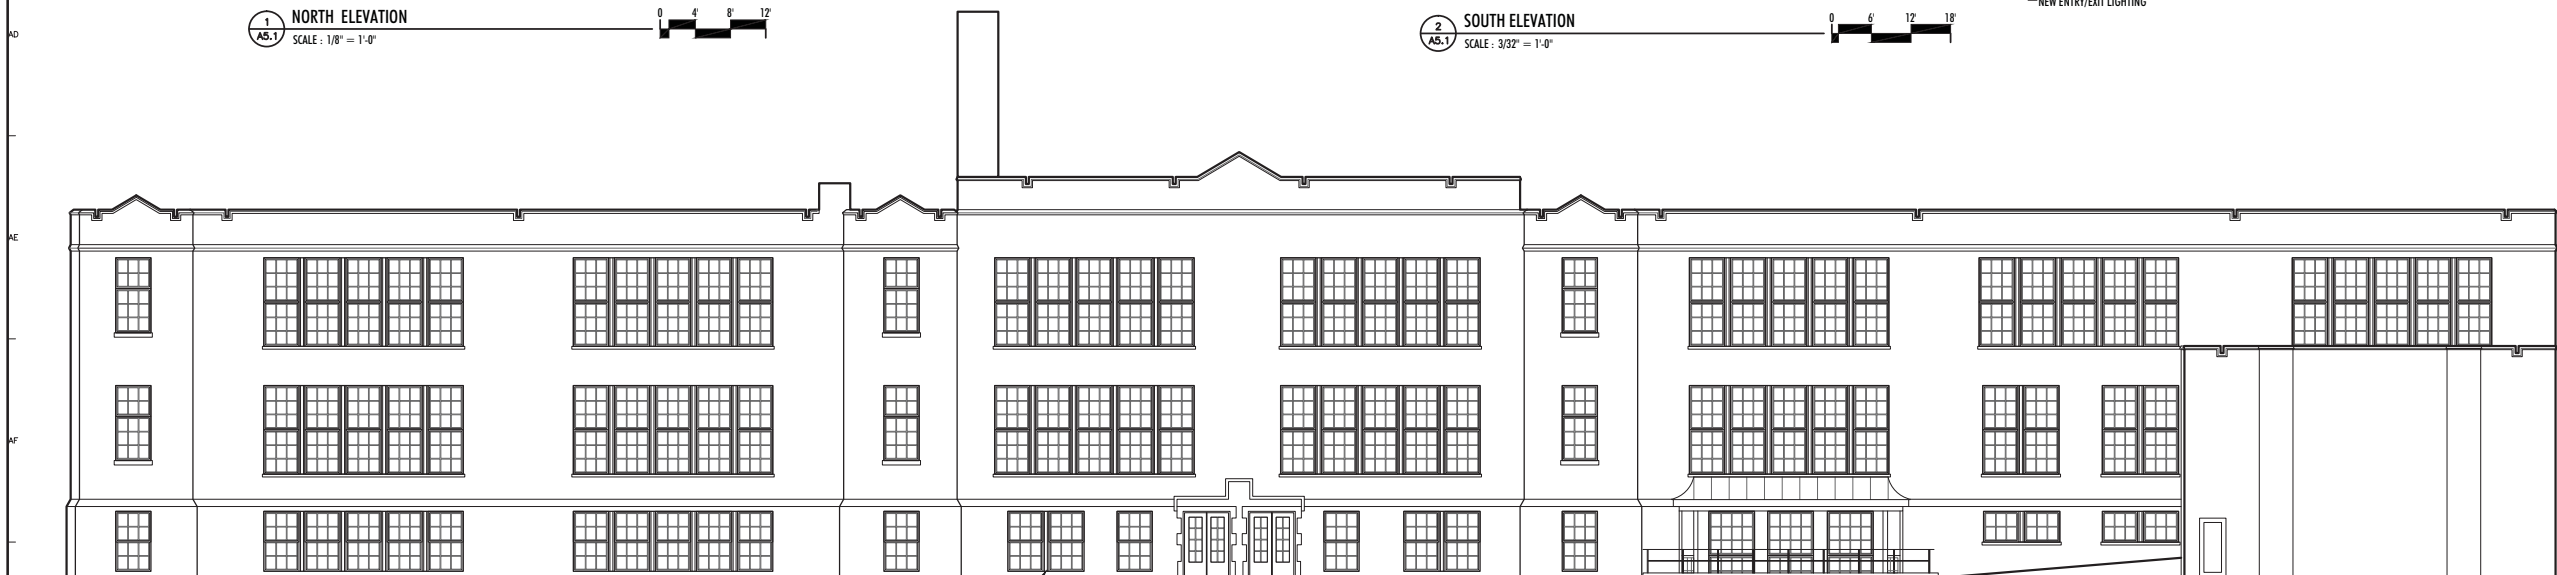 NEW ENTRY/EXIT LIGHTING
1
A5.1
NORTH ELEVATION
SCALE : 1/8" = 1'-0"
0 4' 8' 12'
2
A5.1
SOUTH ELEVATION
SCALE : 3/32" = 1'-0"
0 6' 12' 18'
AD
AE
AF